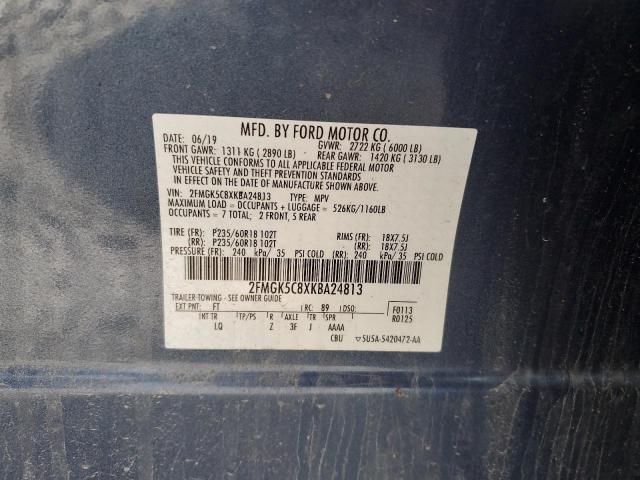 MFD. BY FORD MOTOR CO.
DATE: 06/19 GVWR: 2722 KG ( 6000 LB)
FRONT GAWR: 1311 KG ( 2890 LB) REAR GAWR: 1420 KG ( 3130 LB)
THIS VEHICLE CONFORMS TO ALL APPLICABLE FEDERAL MOTOR
VEHICLE SAFETY AND THEFT PREVENTION STANDARDS
IN EFFECT ON THE DATE OF MANUFACTURE SHOWN ABOVE.
VIN: 2FMGK5C8XKBA24813 TYPE: MPV
MAXIMUM LOAD = OCCUPANTS + LUGGAGE = 526KG/1160LB
OCCUPANTS = 7 TOTAL; 2 FRONT, 5 REAR
TIRE (FR): P235/60R18 102T RIMS (FR): 18X7.5J
(RR): P235/60R18 102T (RR): 18X7.5J
PRESSURE (FR): 240 kPa/ 35 PSI COLD (RR): 240 kPa/ 35 PSI COLD
2FMGK5C8XKBA24813
TRAILER TOWING - SEE OWNER GUIDE
EXT PNT: FT RC: 89 DSO: F0113
R0125
INT TR TP/PS R AXLE TR SPR
LQ Z 3F J AAAA
CBU ▽5U5A-5420472-AA